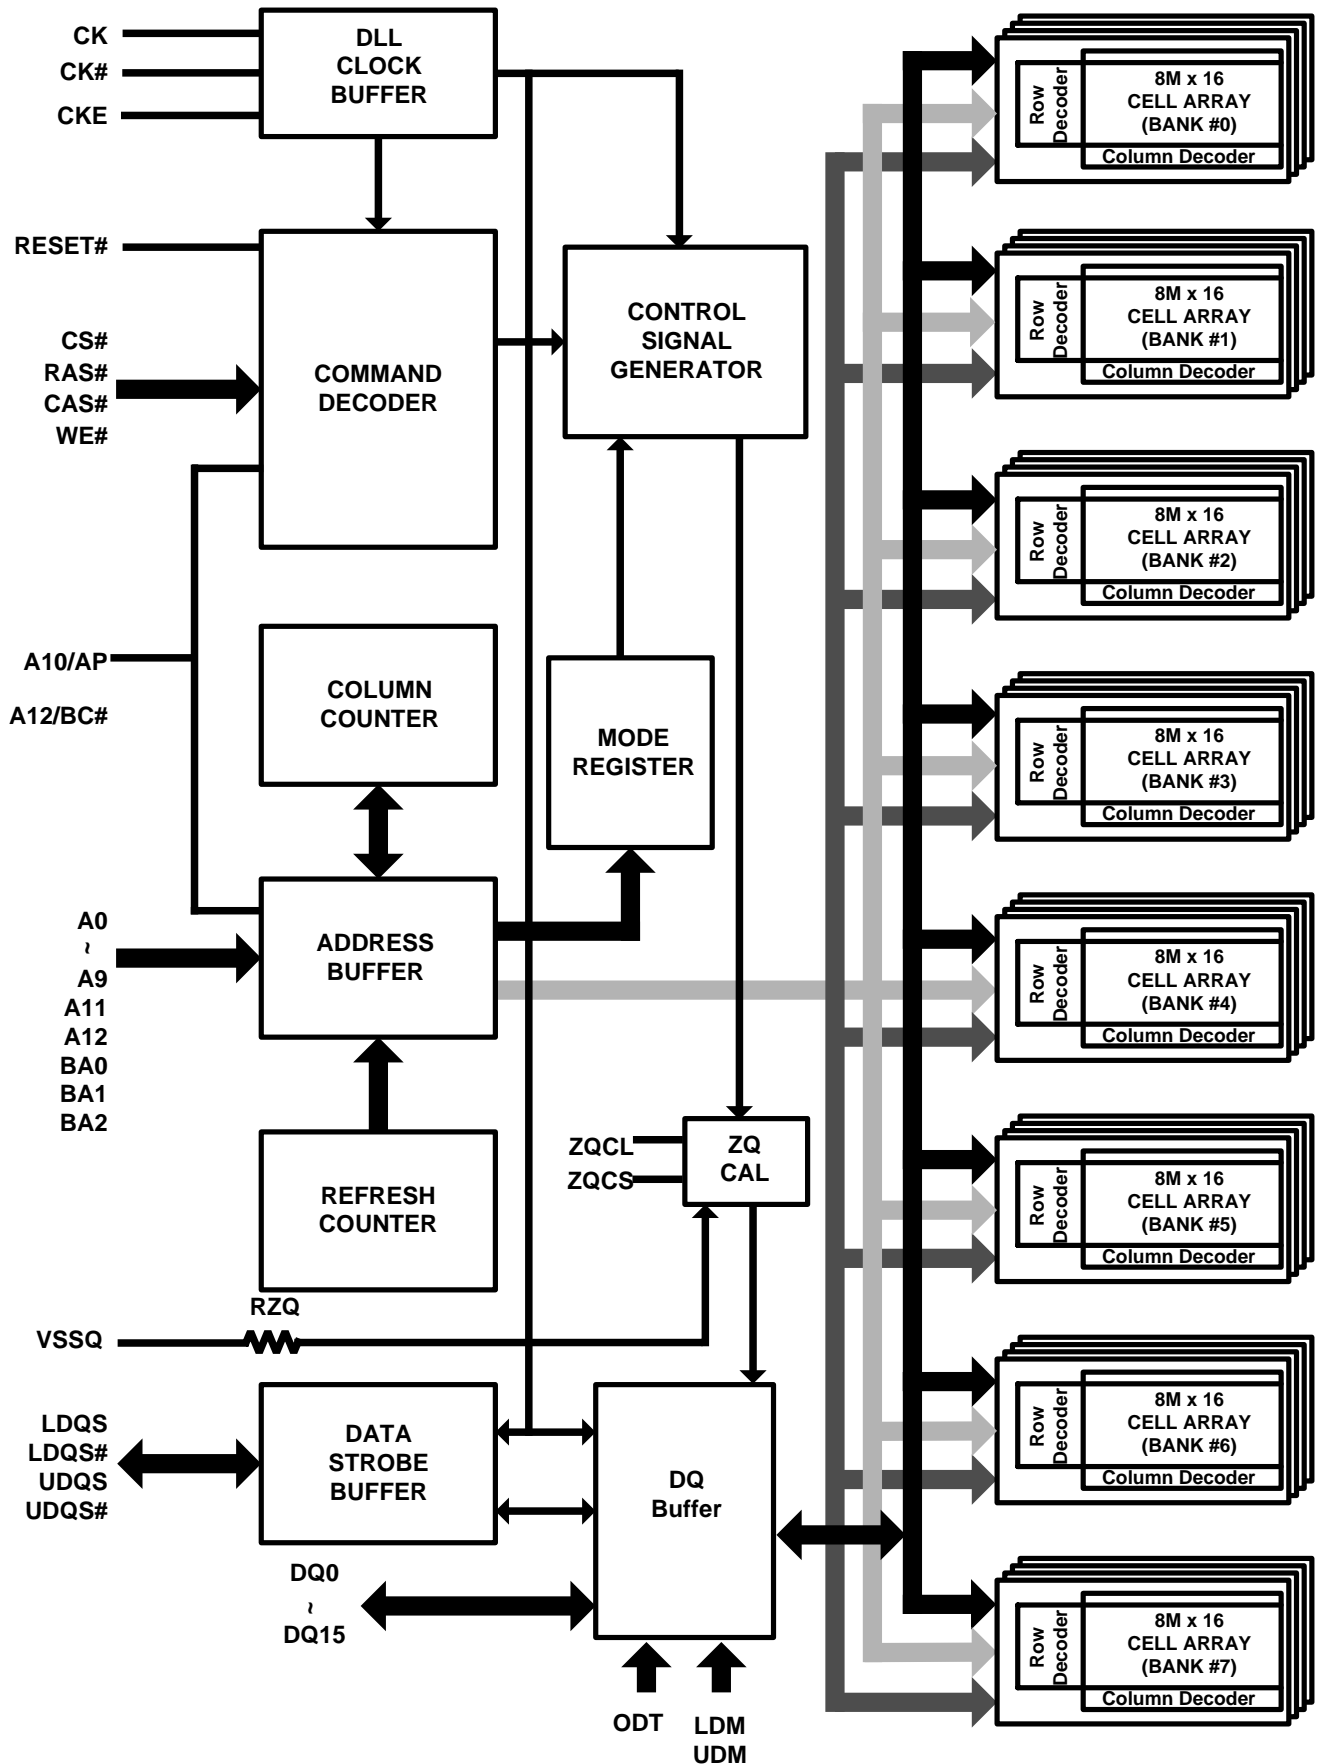 CK
CK#
CKE
DLL
CLOCK
BUFFER
RESET#
CS#
RAS#
CAS#
WE#
COMMAND
DECODER
CONTROL
SIGNAL
GENERATOR
A10/AP
A12/BC#
COLUMN
COUNTER
MODE
REGISTER
A0
~
A9
A11
A12
BA0
BA1
BA2
ADDRESS
BUFFER
REFRESH
COUNTER
ZQCL
ZQCS
ZQ
CAL
RZQ
VSSQ
LDQS
LDQS#
UDQS
UDQS#
DATA
STROBE
BUFFER
DQ
Buffer
DQ0
~
DQ15
ODT
LDM
UDM
Row
Decoder
8M x 16
CELL ARRAY
(BANK #0)
Column Decoder
Row
Decoder
8M x 16
CELL ARRAY
(BANK #1)
Column Decoder
Row
Decoder
8M x 16
CELL ARRAY
(BANK #2)
Column Decoder
Row
Decoder
8M x 16
CELL ARRAY
(BANK #3)
Column Decoder
Row
Decoder
8M x 16
CELL ARRAY
(BANK #4)
Column Decoder
Row
Decoder
8M x 16
CELL ARRAY
(BANK #5)
Column Decoder
Row
Decoder
8M x 16
CELL ARRAY
(BANK #6)
Column Decoder
Row
Decoder
8M x 16
CELL ARRAY
(BANK #7)
Column Decoder